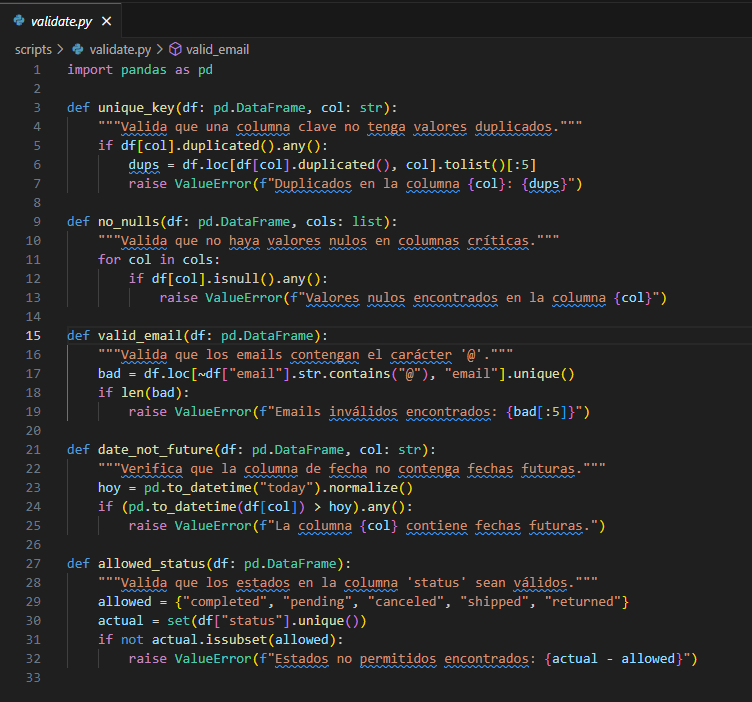 validate.py
scripts > validate.py > valid_email
1 import pandas as pd
2
3 def unique_key(df: pd.DataFrame, col: str):
4     """Valida que una columna clave no tenga valores duplicados."""
5     if df[col].duplicated().any():
6         dups = df.loc[df[col].duplicated(), col].tolist()[:5]
7         raise ValueError(f"Duplicados en la columna {col}: {dups}")
8
9 def no_nulls(df: pd.DataFrame, cols: list):
10     """Valida que no haya valores nulos en columnas críticas."""
11     for col in cols:
12         if df[col].isnull().any():
13             raise ValueError(f"Valores nulos encontrados en la columna {col}")
14
15 def valid_email(df: pd.DataFrame):
16     """Valida que los emails contengan el carácter '@'."""
17     bad = df.loc[~df["email"].str.contains("@"), "email"].unique()
18     if len(bad):
19         raise ValueError(f"Emails inválidos encontrados: {bad[:5]}")
20
21 def date_not_future(df: pd.DataFrame, col: str):
22     """Verifica que la columna de fecha no contenga fechas futuras."""
23     hoy = pd.to_datetime("today").normalize()
24     if (pd.to_datetime(df[col]) > hoy).any():
25         raise ValueError(f"La columna {col} contiene fechas futuras.")
26
27 def allowed_status(df: pd.DataFrame):
28     """Valida que los estados en la columna 'status' sean válidos."""
29     allowed = {"completed", "pending", "canceled", "shipped", "returned"}
30     actual = set(df["status"].unique())
31     if not actual.issubset(allowed):
32         raise ValueError(f"Estados no permitidos encontrados: {actual - allowed}")
33